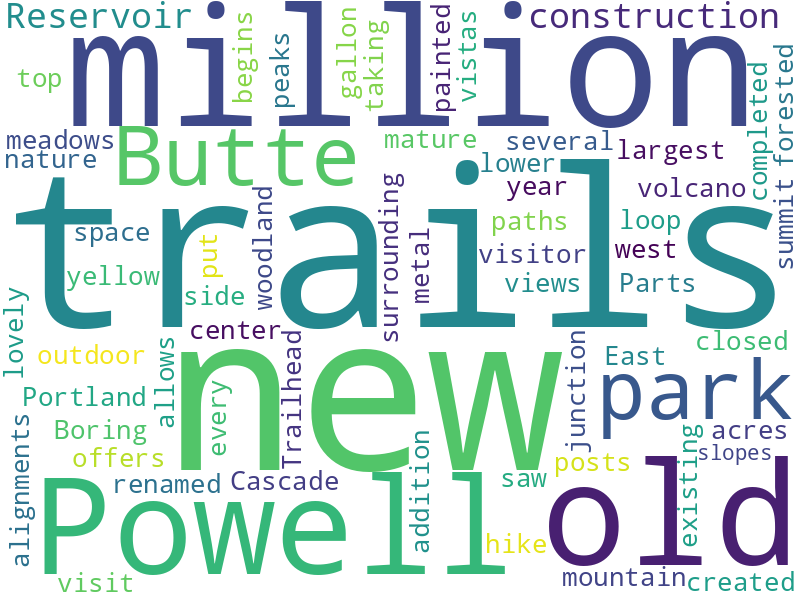 Reservoir
million
construction
top
begins
peaks
gallon
taking
painted
vistas
completed
forested
summit
meadows
nature
Butte
mature
several
lower
largest
year
volcano
trails
space
yellow
put
side
woodland
surrounding
metal
paths
visitor
views
loop
west
Parts
center
lovely
outdoor
Portland
Boring
offers
allows
every
new
Trailhead
junction
East
closed
park
acres
slopes
alignments
renamed
Cascade
Powell
addition
saw
hike
posts
old
existing
visit
mountain
created